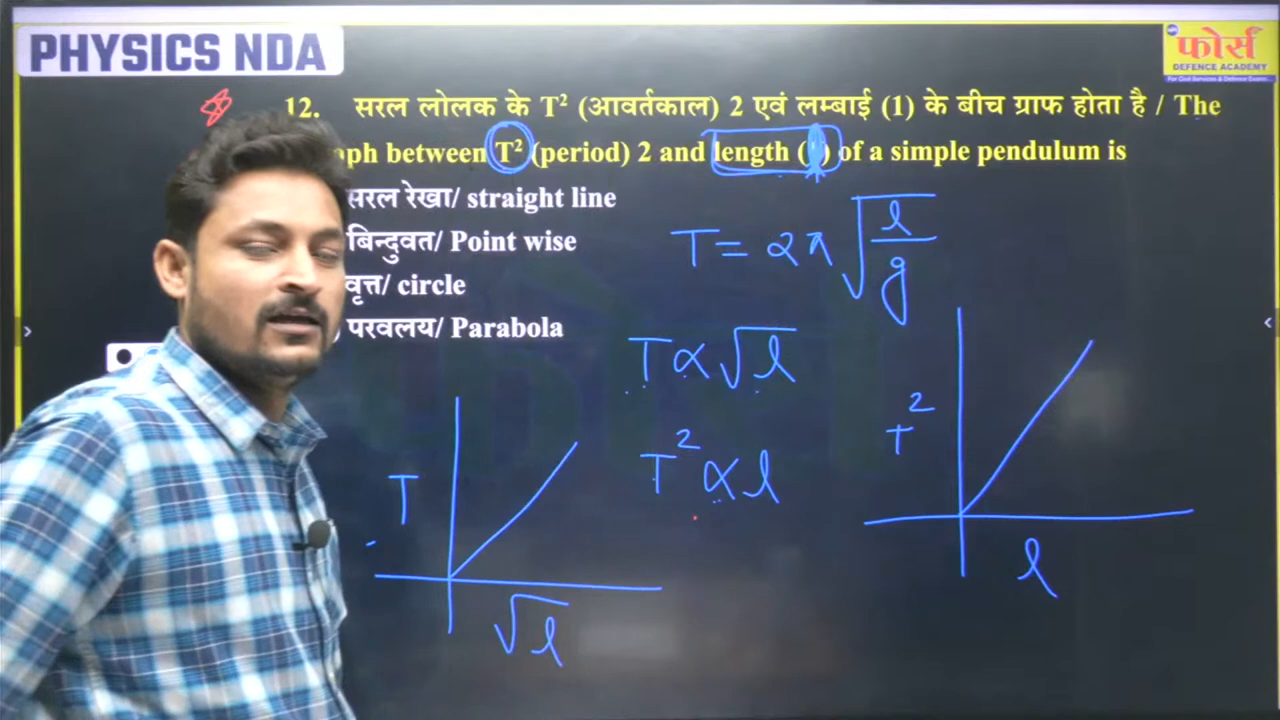 PHYSICS NDA
फोर्स
DEFENCE ACADEMY
12. सरल लोलक के T² (आवर्तकाल) 2 एवं लम्बाई (1) के बीच ग्राफ होता है / The
aph between T² (period) 2 and length ( ) of a simple pendulum is
सरल रेखा/ straight line
बिन्दुवत/ Point wise
वृत्त/ circle
परवलय/ Parabola
T = 2π√(l/g)
T ∝ √l
T² ∝ l
T
√l
T²
l